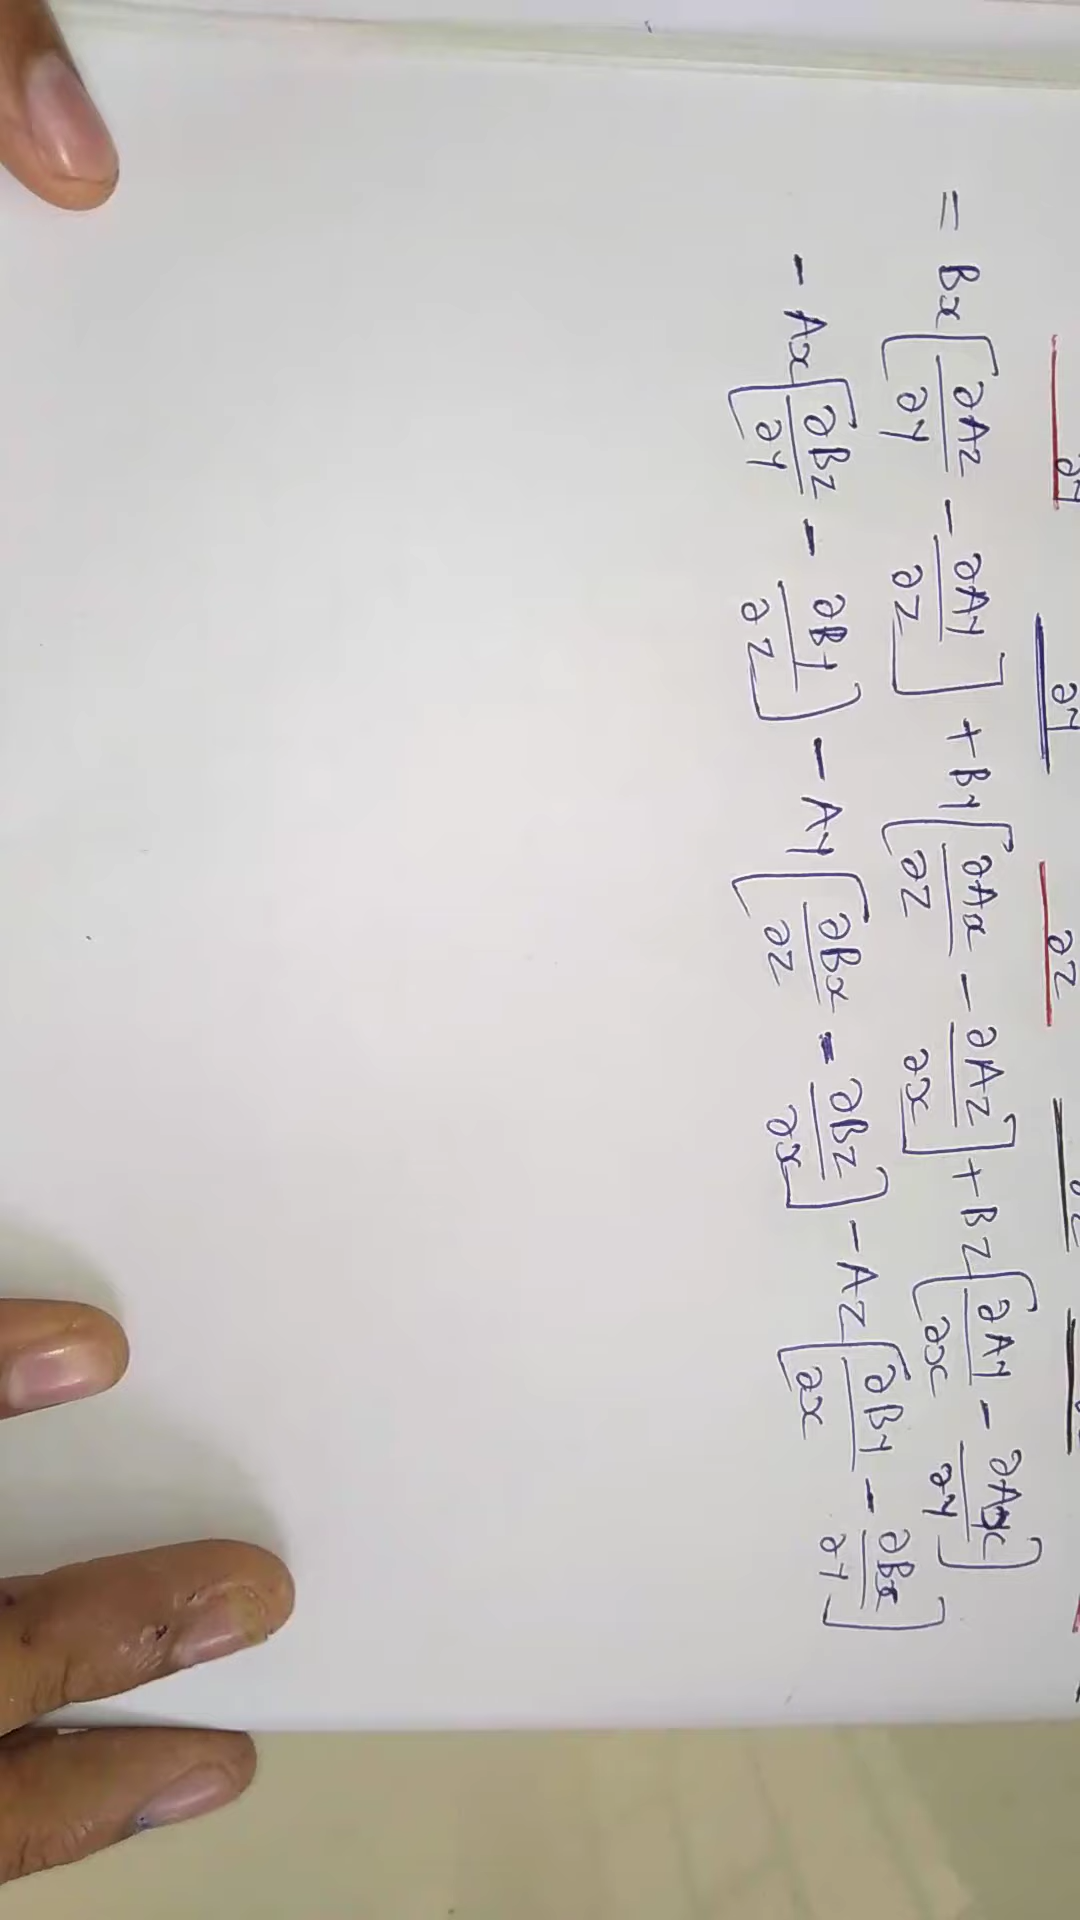 ∂y ∂y ∂z
= Bx[∂Az/∂y - ∂Ay/∂z] + By[∂Ax/∂z - ∂Az/∂x] + Bz[∂Ay/∂x - ∂Ax/∂y]
- Ax[∂Bz/∂y - ∂By/∂z] - Ay[∂Bx/∂z - ∂Bz/∂x] - Az[∂By/∂x - ∂Bx/∂y]